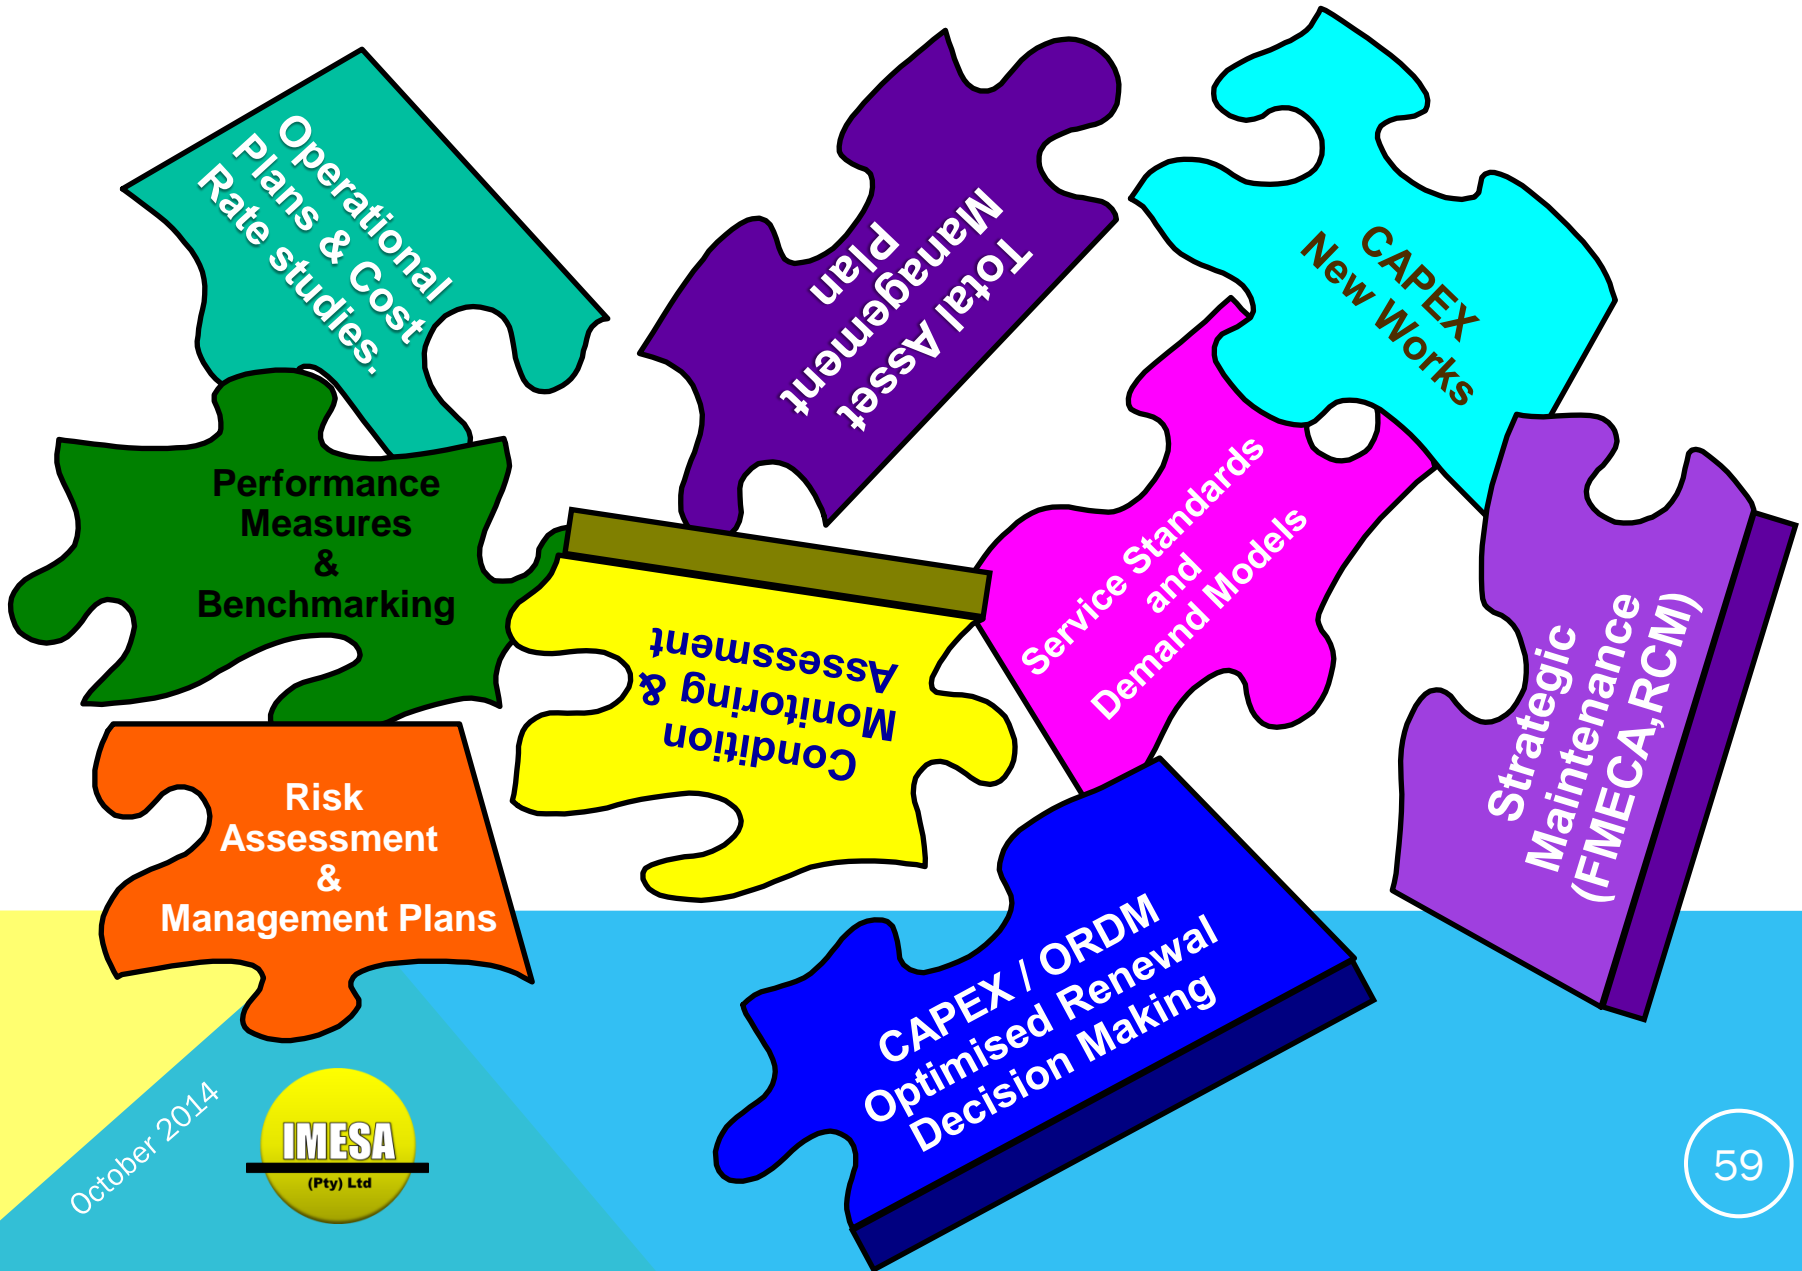 Operational
Plans & Cost
Rate studies.
Total Asset
Management
Plan
CAPEX
New Works
Performance
Measures
&
Benchmarking
Condition
Monitoring &
Assessment
Service Standards
and
Demand Models
Strategic
Maintenance
(FMECA,RCM)
Risk
Assessment
&
Management Plans
CAPEX / ORDM
Optimised Renewal
Decision Making
October 2014
IMESA
(Pty) Ltd
59